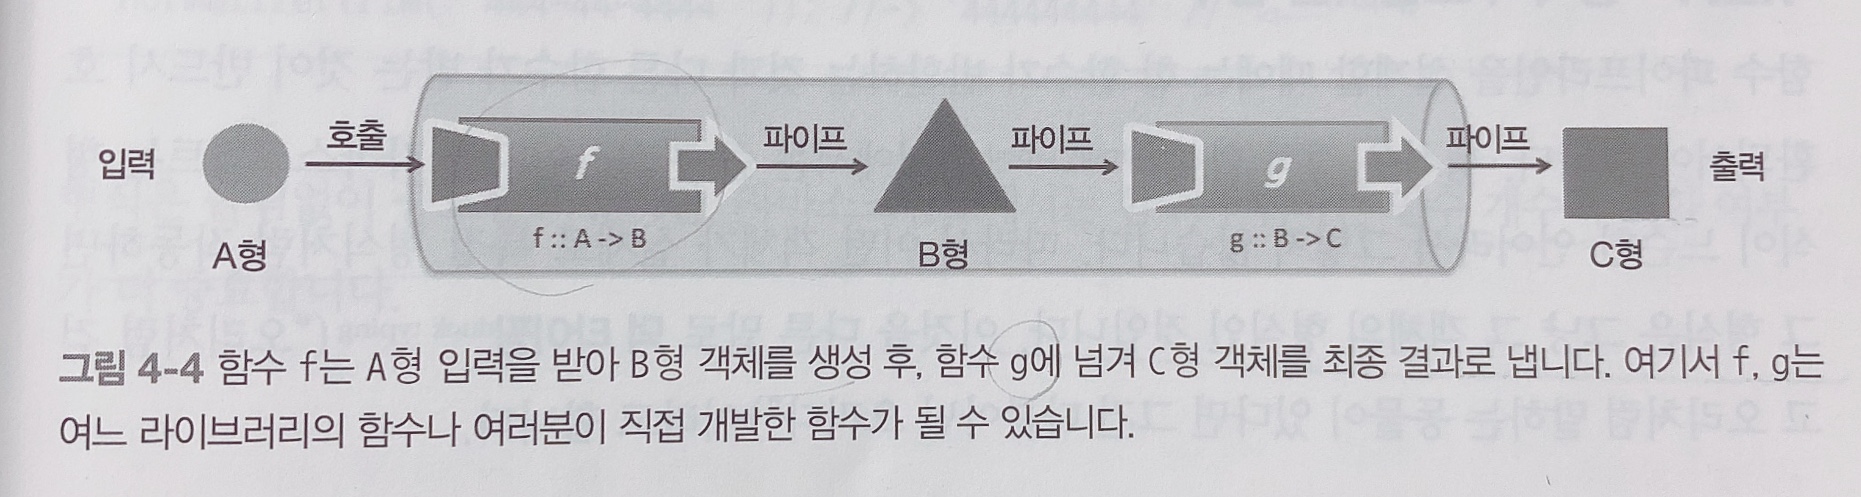 입력
호출
f
파이프
파이프
g
파이프
출력
A형
f :: A -> B
B형
g :: B -> C
C형
그림 4-4 함수 f는 A형 입력을 받아 B형 객체를 생성 후, 함수 g에 넘겨 C형 객체를 최종 결과로 냅니다. 여기서 f, g는
여느 라이브러리의 함수나 여러분이 직접 개발한 함수가 될 수 있습니다.